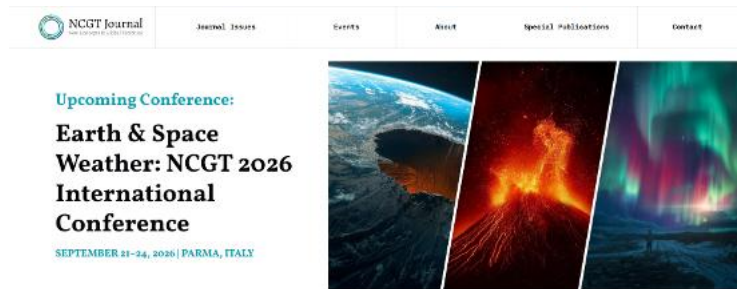 NCGT Journal
Journal Issues
Events
About
Special Publications
Contact
Upcoming Conference:
Earth & Space
Weather: NCGT 2026
International
Conference
SEPTEMBER 21-24, 2026 | PARMA, ITALY